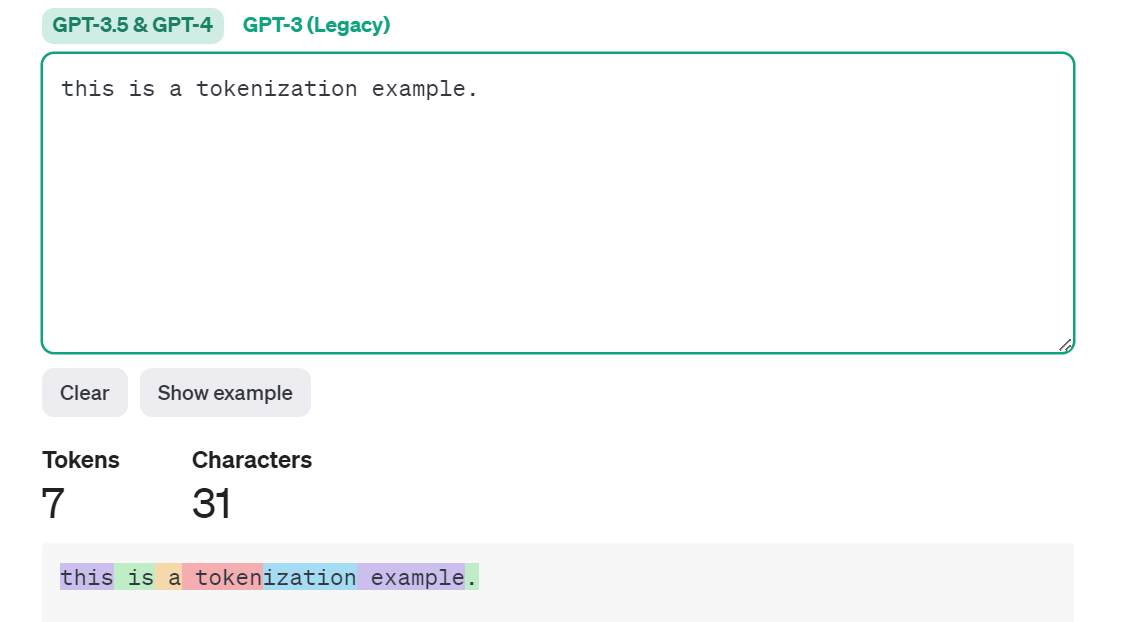 GPT-3.5 & GPT-4 GPT-3 (Legacy)
this is a tokenization example.
Clear Show example
Tokens Characters
7 31
this is a tokenization example.